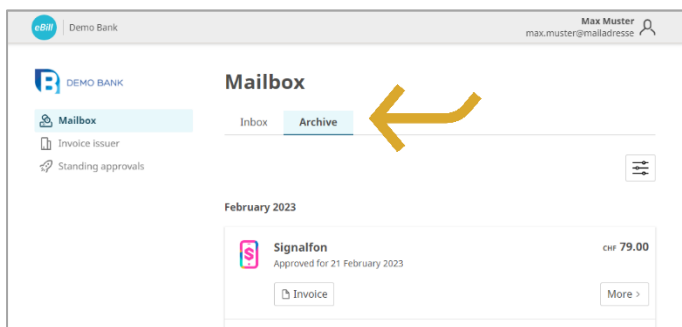 eBill Demo Bank
Max Muster
max.muster@mailadresse
DEMO BANK
Mailbox
Invoice issuer
Standing approvals
Mailbox
Inbox Archive
February 2023
Signalfon CHF 79.00
Approved for 21 February 2023
Invoice More >